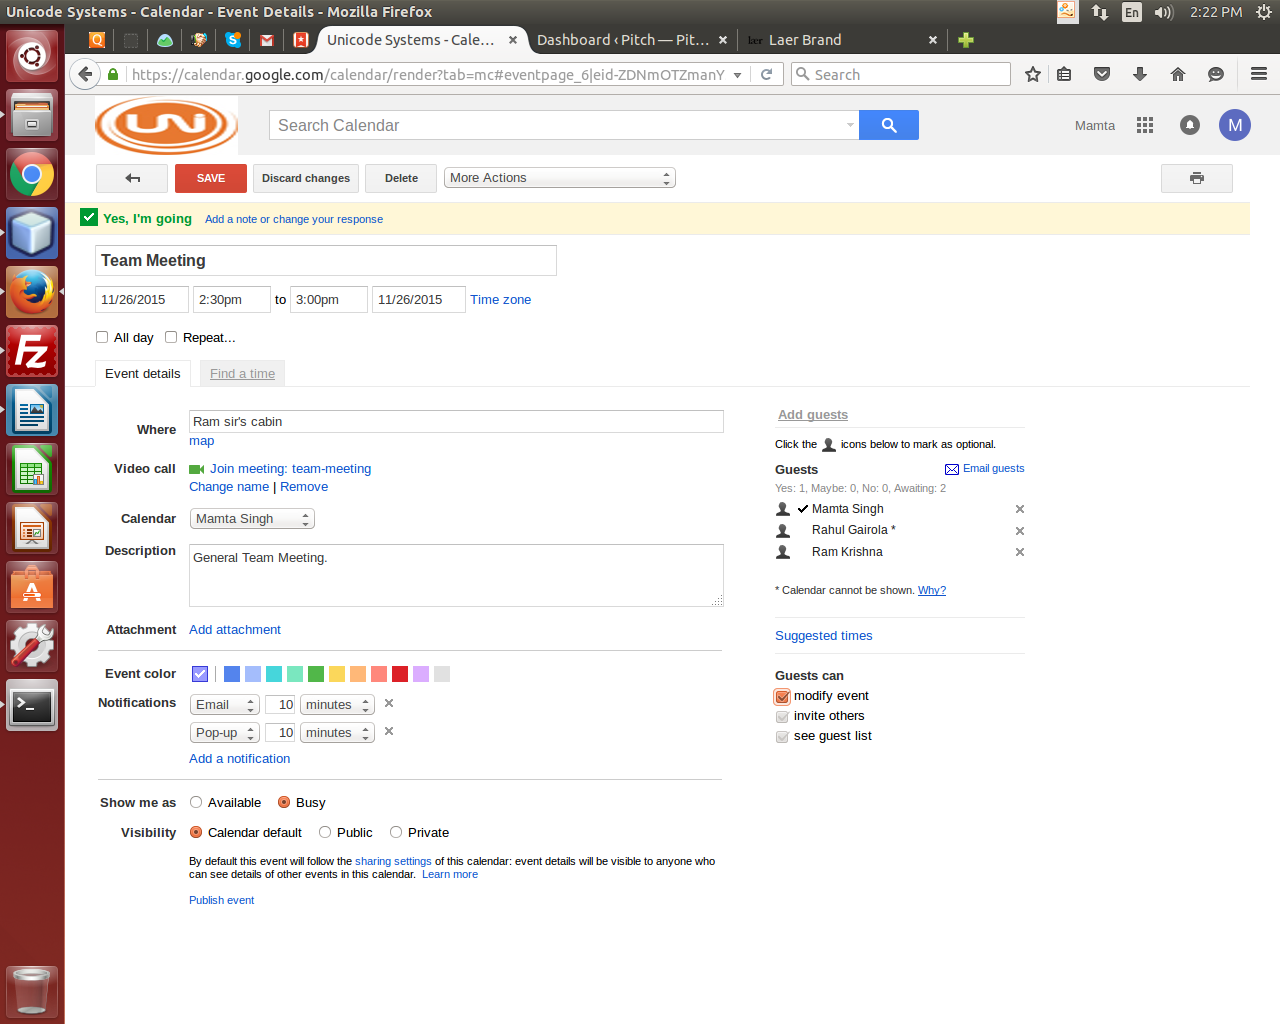 Unicode Systems - Calendar - Event Details - Mozilla Firefox
En
2:22 PM
Unicode Systems - Cale...
Dashboard ‹ Pitch — Pit...
laer
Laer Brand
https://calendar.google.com/calendar/render?tab=mc#eventpage_6|eid-ZDNmOTZmanY
Search
UNi
Search Calendar
Mamta
M
SAVE
Discard changes
Delete
More Actions
Yes, I'm going
Add a note or change your response
Team Meeting
11/26/2015 2:30pm to 3:00pm 11/26/2015 Time zone
All day Repeat...
Event details
Find a time
Where
Ram sir's cabin
map
Video call
Join meeting: team-meeting
Change name | Remove
Calendar
Mamta Singh
Description
General Team Meeting.
Attachment
Add attachment
Event color
Notifications
Email 10 minutes
Pop-up 10 minutes
Add a notification
Show me as
Available Busy
Visibility
Calendar default Public Private
By default this event will follow the sharing settings of this calendar: event details will be visible to anyone who
can see details of other events in this calendar. Learn more
Publish event
Add guests
Click the icons below to mark as optional.
Guests
Email guests
Yes: 1, Maybe: 0, No: 0, Awaiting: 2
Mamta Singh
Rahul Gairola *
Ram Krishna
* Calendar cannot be shown. Why?
Suggested times
Guests can
modify event
invite others
see guest list